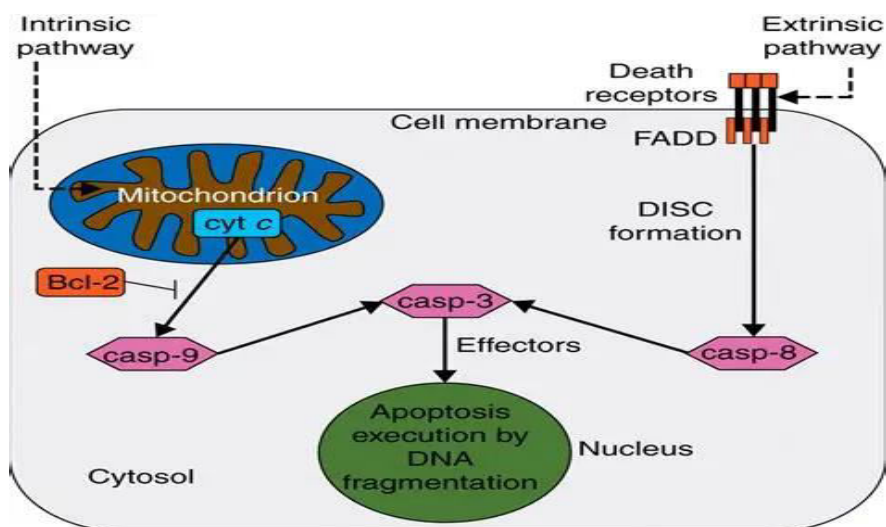 Intrinsic
pathway
Extrinsic
pathway
Death
receptors
Cell membrane
FADD
Mitochondrion
cyt c
DISC
formation
Bcl-2
casp-3
casp-9
Effectors
casp-8
Apoptosis
execution by
DNA
fragmentation
Nucleus
Cytosol